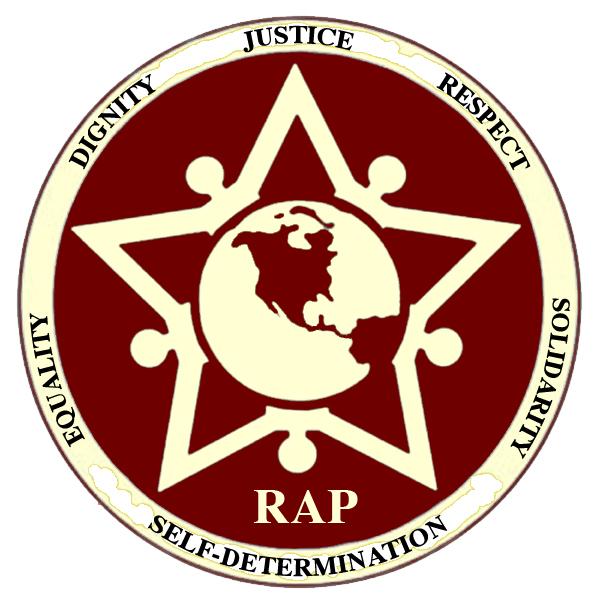 JUSTICE
RESPECT
SOLIDARITY
SELF-DETERMINATION
EQUALITY
DIGNITY
RAP